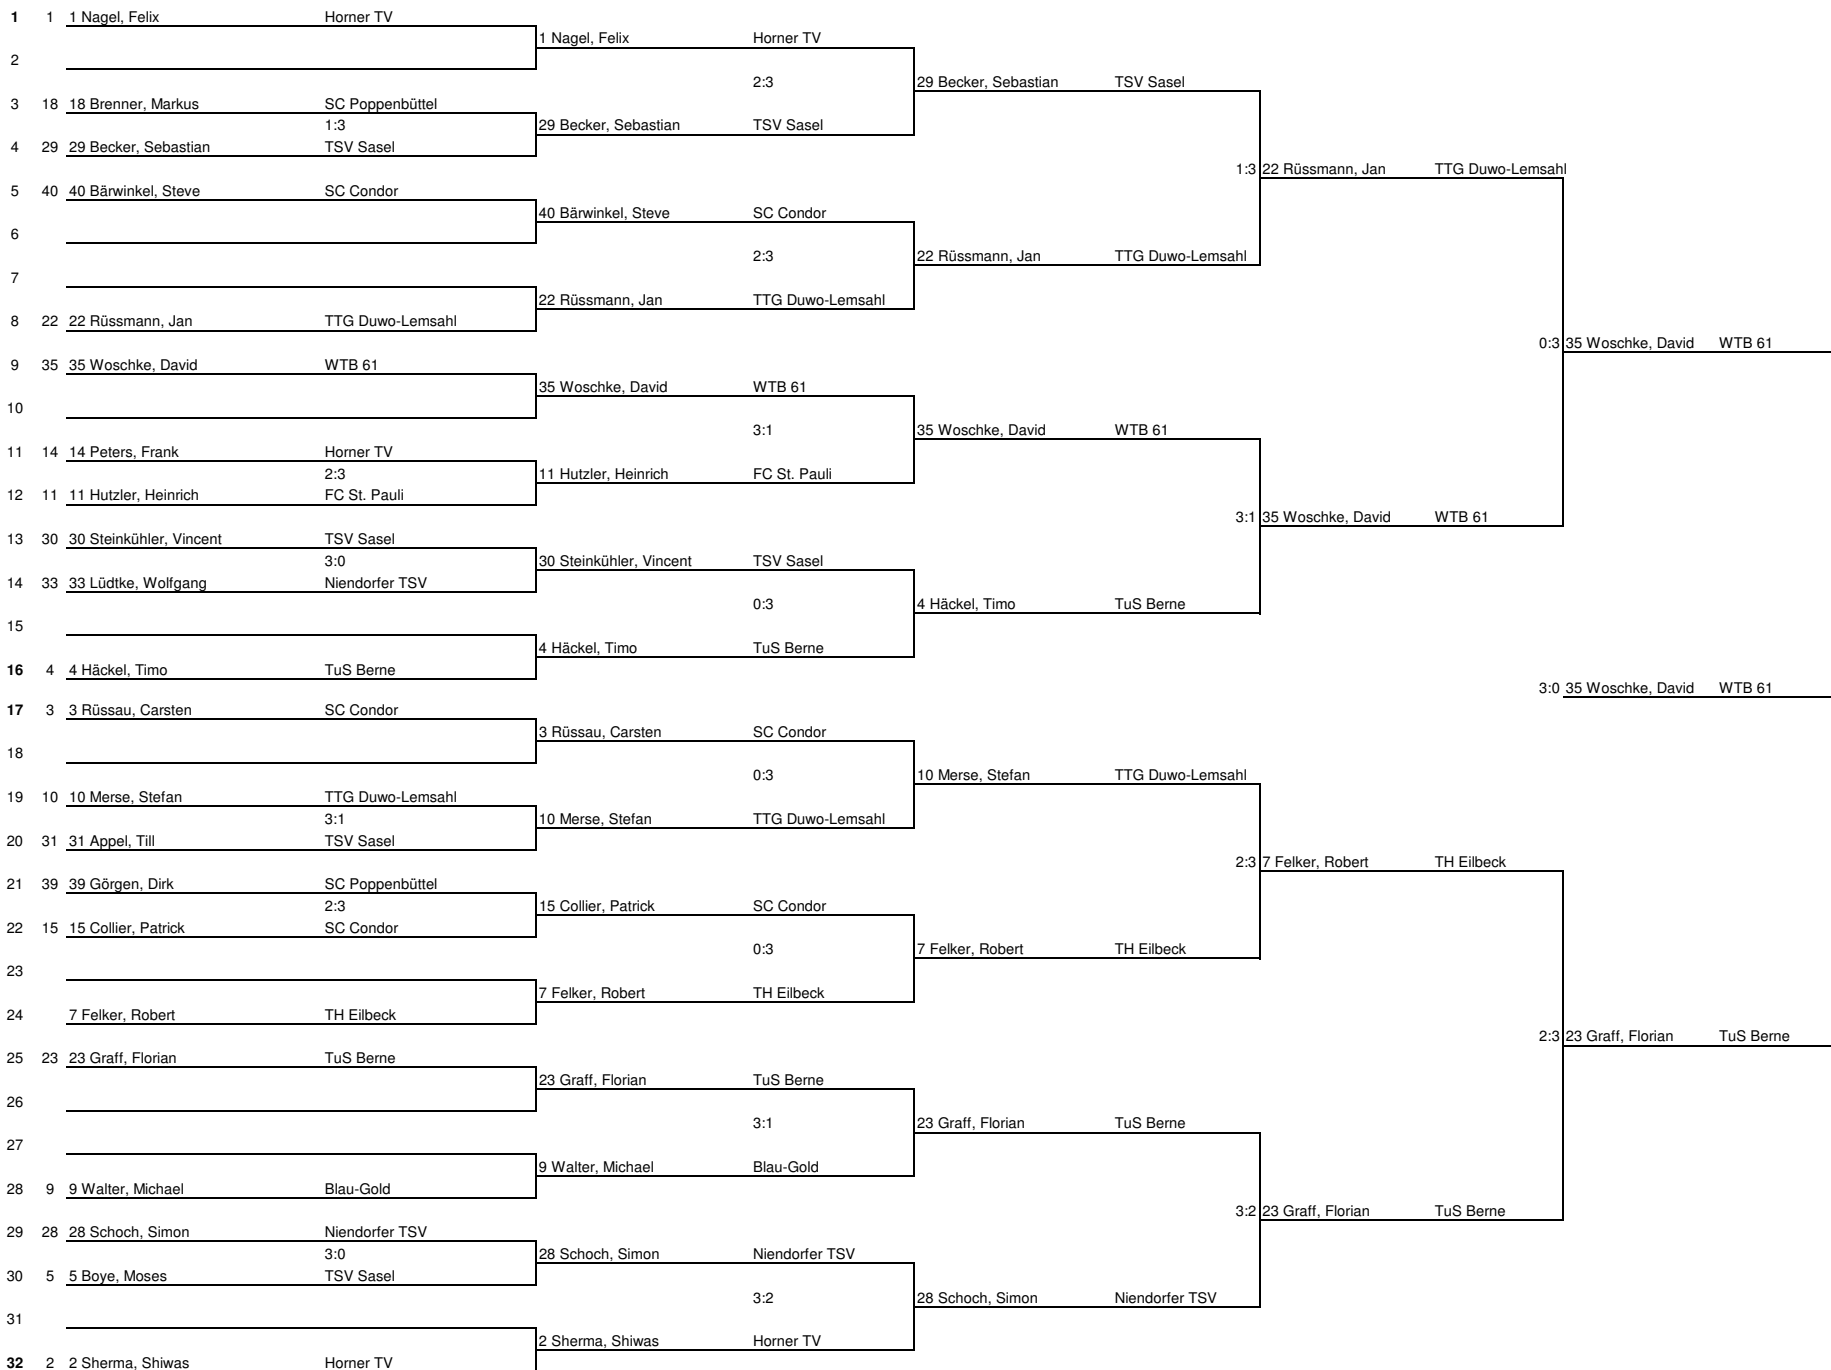 1 1 1 Nagel, Felix Horner TV
1 Nagel, Felix Horner TV
2
2:3 29 Becker, Sebastian TSV Sasel
3 18 18 Brenner, Markus SC Poppenbüttel
1:3 29 Becker, Sebastian TSV Sasel
4 29 29 Becker, Sebastian TSV Sasel
1:3 22 Rüssmann, Jan TTG Duwo-Lemsahl
5 40 40 Bärwinkel, Steve SC Condor
40 Bärwinkel, Steve SC Condor
6
2:3 22 Rüssmann, Jan TTG Duwo-Lemsahl
7
22 Rüssmann, Jan TTG Duwo-Lemsahl
8 22 22 Rüssmann, Jan TTG Duwo-Lemsahl
0:3 35 Woschke, David WTB 61
9 35 35 Woschke, David WTB 61
35 Woschke, David WTB 61
10
3:1 35 Woschke, David WTB 61
11 14 14 Peters, Frank Horner TV
2:3 11 Hutzler, Heinrich FC St. Pauli
12 11 11 Hutzler, Heinrich FC St. Pauli
3:1 35 Woschke, David WTB 61
13 30 30 Steinkühler, Vincent TSV Sasel
3:0 30 Steinkühler, Vincent TSV Sasel
14 33 33 Lüdtke, Wolfgang Niendorfer TSV
0:3 4 Häckel, Timo TuS Berne
15
4 Häckel, Timo TuS Berne
16 4 4 Häckel, Timo TuS Berne
3:0 35 Woschke, David WTB 61
17 3 3 Rüssau, Carsten SC Condor
3 Rüssau, Carsten SC Condor
18
0:3 10 Merse, Stefan TTG Duwo-Lemsahl
19 10 10 Merse, Stefan TTG Duwo-Lemsahl
3:1 10 Merse, Stefan TTG Duwo-Lemsahl
20 31 31 Appel, Till TSV Sasel
2:3 7 Felker, Robert TH Eilbeck
21 39 39 Görgen, Dirk SC Poppenbüttel
2:3 15 Collier, Patrick SC Condor
22 15 15 Collier, Patrick SC Condor
0:3 7 Felker, Robert TH Eilbeck
23
7 Felker, Robert TH Eilbeck
24 7 Felker, Robert TH Eilbeck
2:3 23 Graff, Florian TuS Berne
25 23 23 Graff, Florian TuS Berne
23 Graff, Florian TuS Berne
26
3:1 23 Graff, Florian TuS Berne
27
9 Walter, Michael Blau-Gold
28 9 9 Walter, Michael Blau-Gold
3:2 23 Graff, Florian TuS Berne
29 28 28 Schoch, Simon Niendorfer TSV
3:0 28 Schoch, Simon Niendorfer TSV
30 5 5 Boye, Moses TSV Sasel
3:2 28 Schoch, Simon Niendorfer TSV
31
2 Sherma, Shiwas Horner TV
32 2 2 Sherma, Shiwas Horner TV